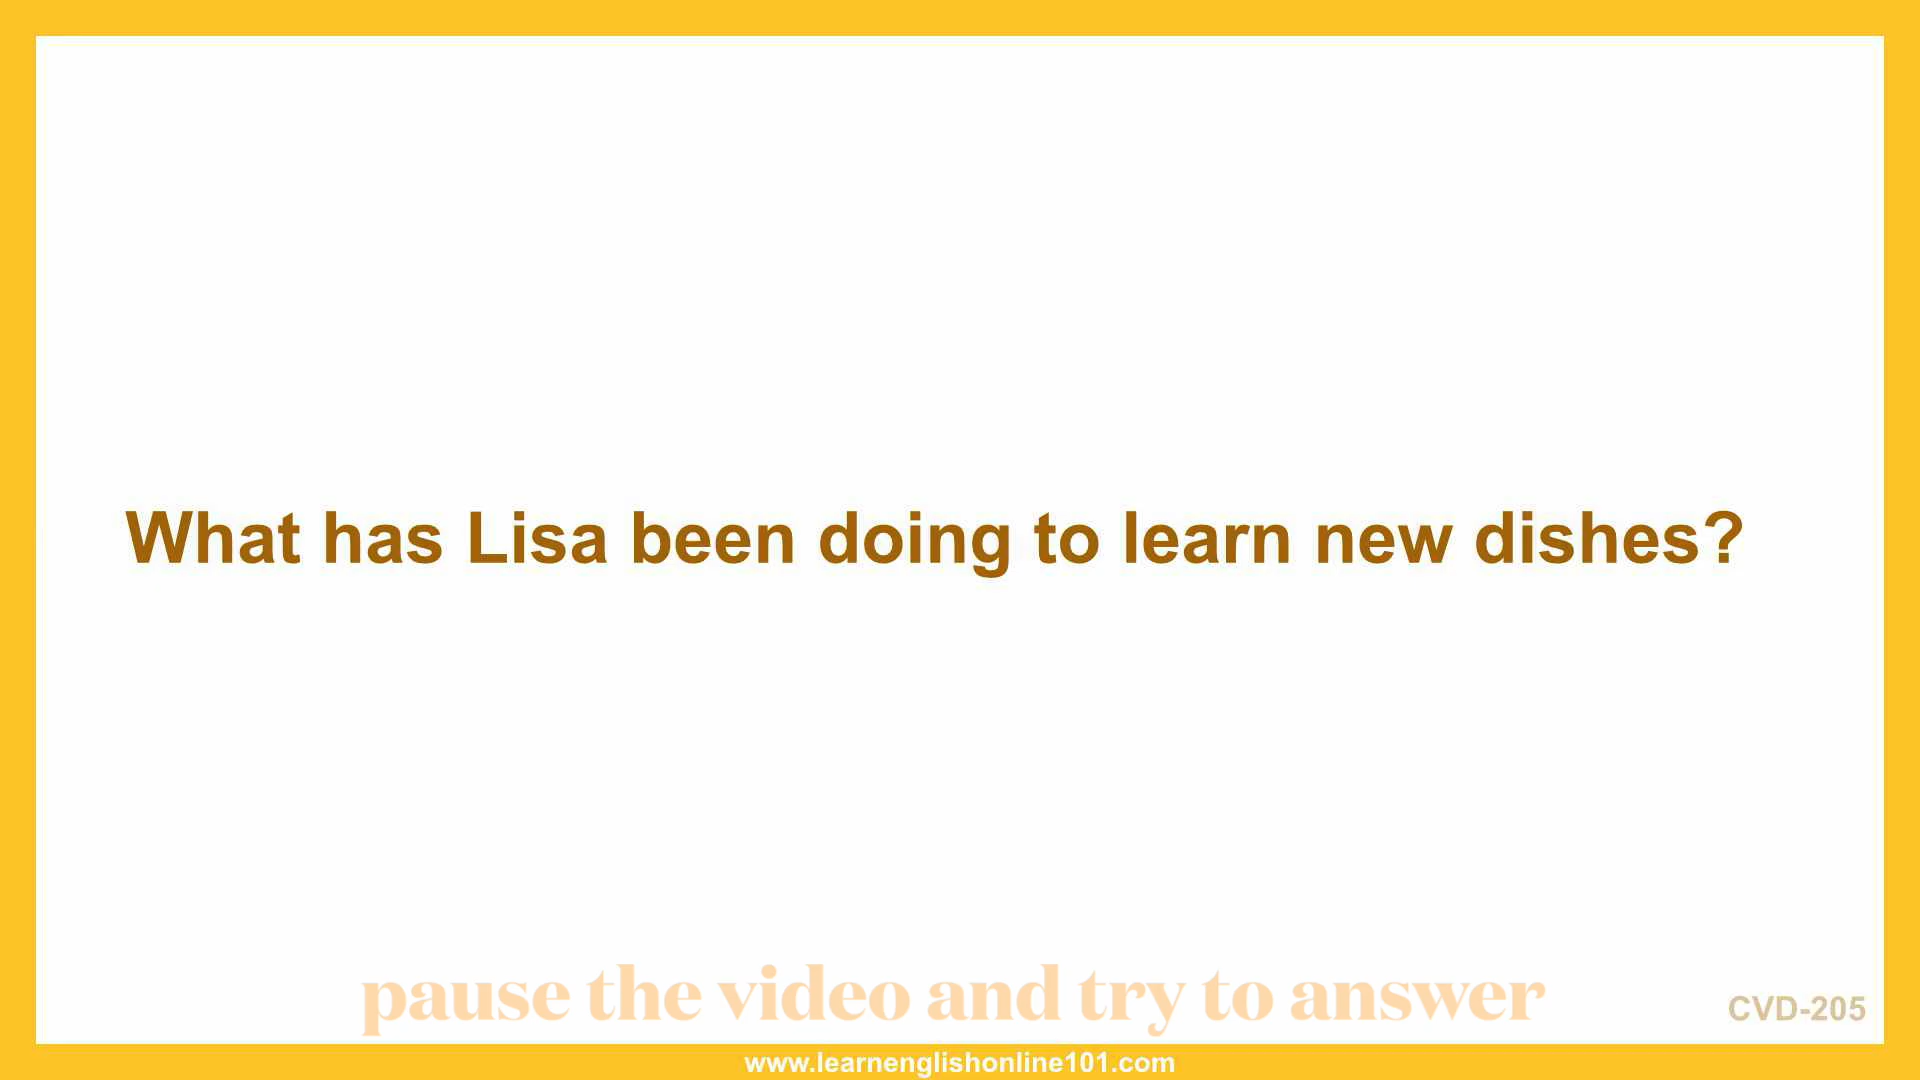 What has Lisa been doing to learn new dishes?
pause the video and try to answer
CVD-205
www.learnenglishonline101.com